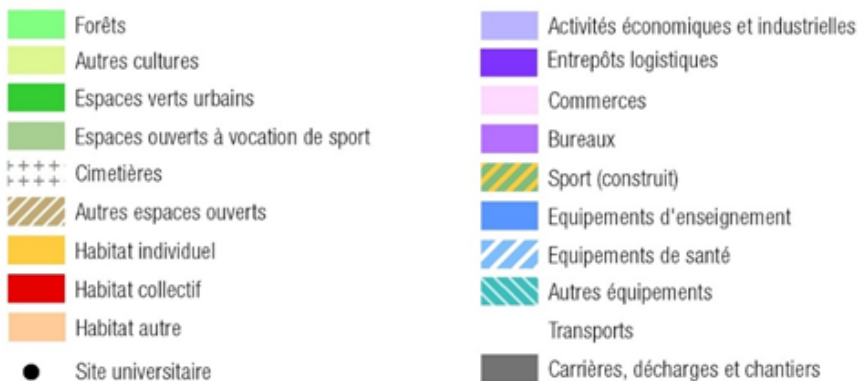 Forêts
Autres cultures
Espaces verts urbains
Espaces ouverts à vocation de sport
Cimetières
Autres espaces ouverts
Habitat individuel
Habitat collectif
Habitat autre
Site universitaire
Activités économiques et industrielles
Entrepôts logistiques
Commerces
Bureaux
Sport (construit)
Equipements d'enseignement
Equipements de santé
Autres équipements
Transports
Carrières, décharges et chantiers